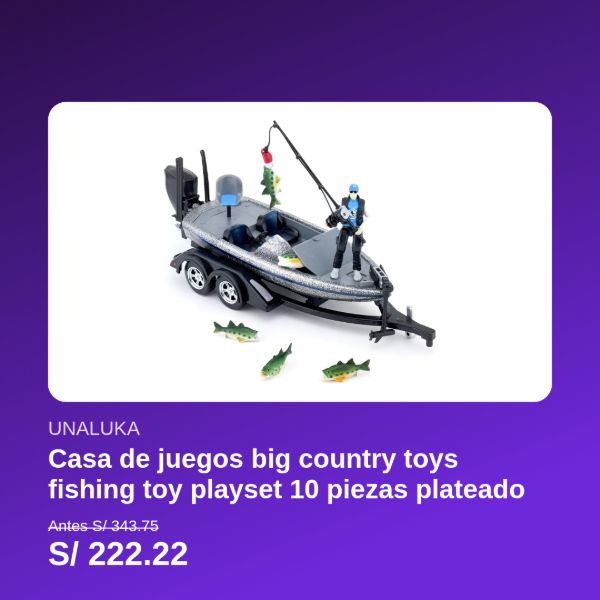 UNALUKA
Casa de juegos big country toys
fishing toy playset 10 piezas plateado
Antes S/ 343.75
S/ 222.22